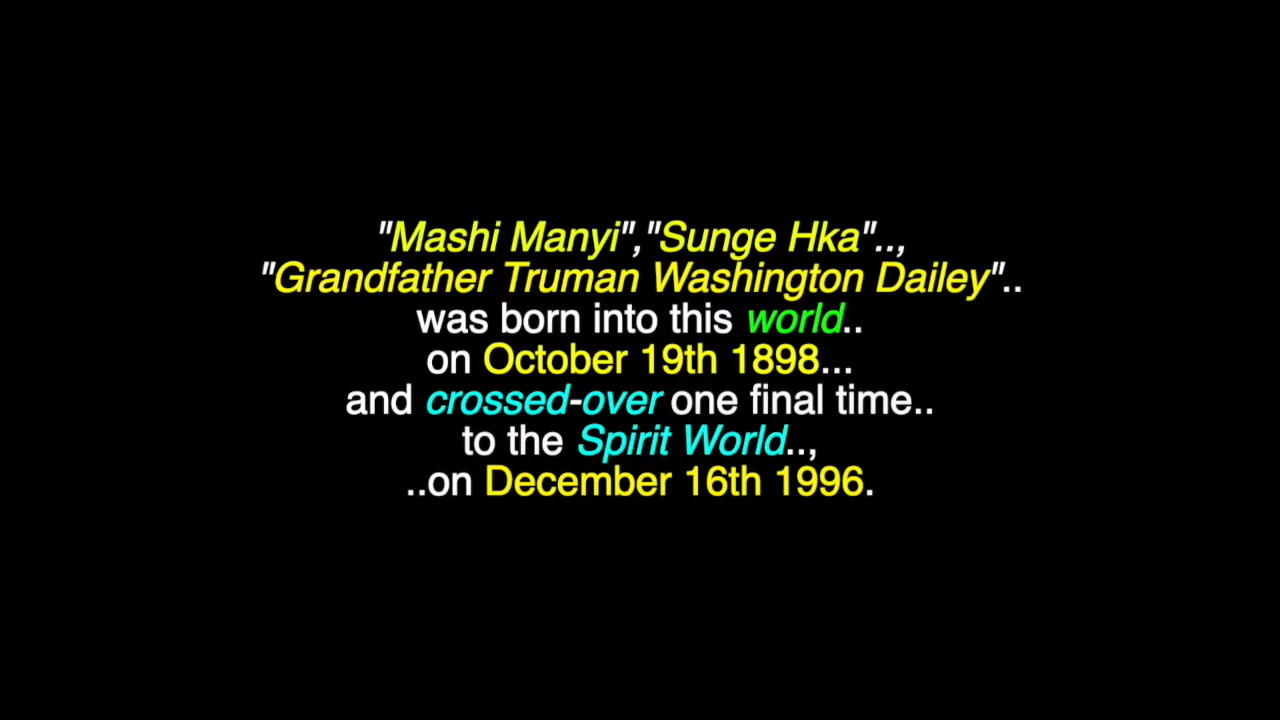 "Mashi Manyi","Sunge Hka"..,
"Grandfather Truman Washington Dailey"..
was born into this world..
on October 19th 1898...
and crossed-over one final time..
to the Spirit World..,
..on December 16th 1996.